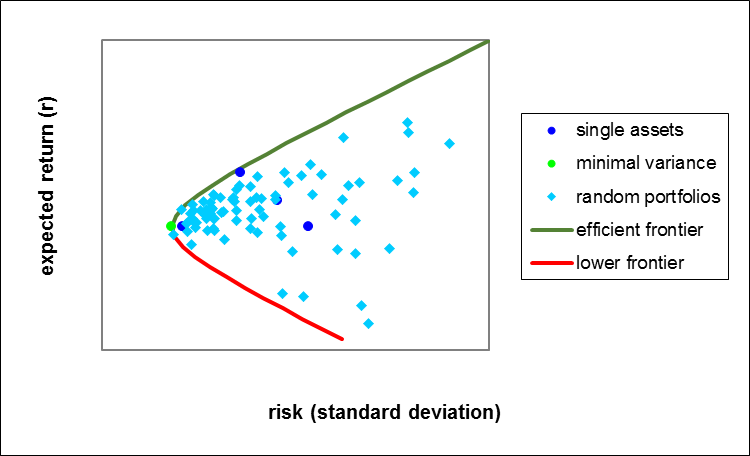 expected return (r)
single assets
minimal variance
random portfolios
efficient frontier
lower frontier
risk (standard deviation)